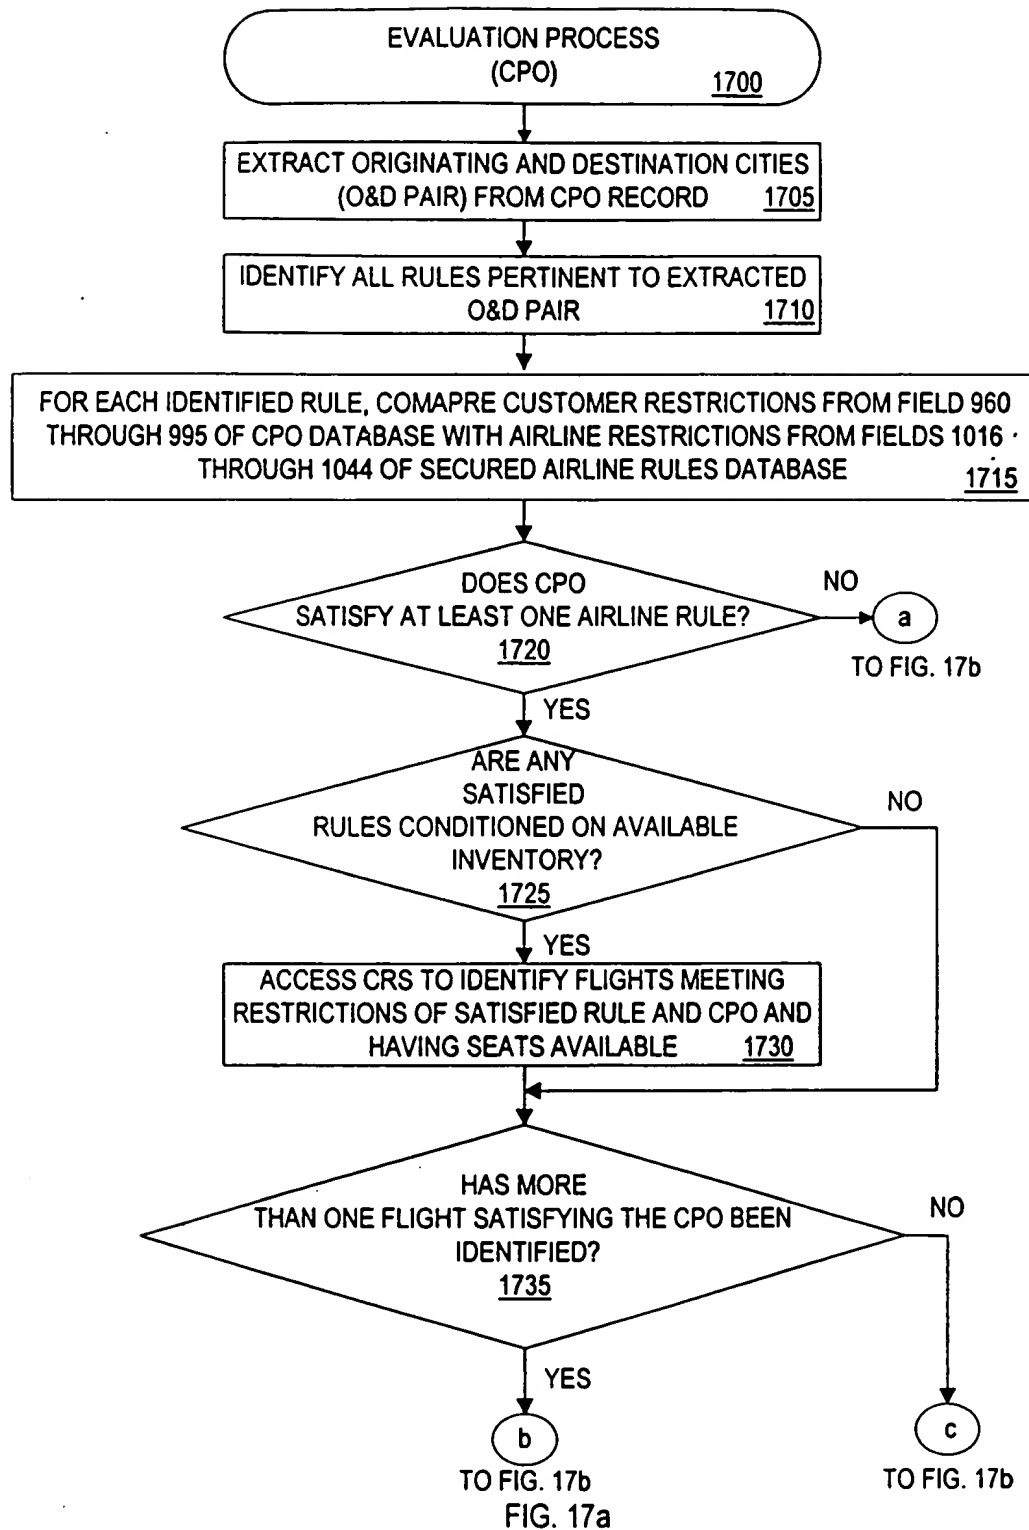 EVALUATION PROCESS
(CPO)
1700
EXTRACT ORIGINATING AND DESTINATION CITIES
(O&D PAIR) FROM CPO RECORD 1705
IDENTIFY ALL RULES PERTINENT TO EXTRACTED
O&D PAIR 1710
FOR EACH IDENTIFIED RULE, COMAPRE CUSTOMER RESTRICTIONS FROM FIELD 960
THROUGH 995 OF CPO DATABASE WITH AIRLINE RESTRICTIONS FROM FIELDS 1016
THROUGH 1044 OF SECURED AIRLINE RULES DATABASE
1715
DOES CPO
SATISFY AT LEAST ONE AIRLINE RULE?
1720
NO
a
TO FIG. 17b
YES
ARE ANY
SATISFIED
RULES CONDITIONED ON AVAILABLE
INVENTORY?
1725
NO
YES
ACCESS CRS TO IDENTIFY FLIGHTS MEETING
RESTRICTIONS OF SATISFIED RULE AND CPO AND
HAVING SEATS AVAILABLE 1730
HAS MORE
THAN ONE FLIGHT SATISFYING THE CPO BEEN
IDENTIFIED?
1735
NO
YES
b
TO FIG. 17b
c
TO FIG. 17b
FIG. 17a